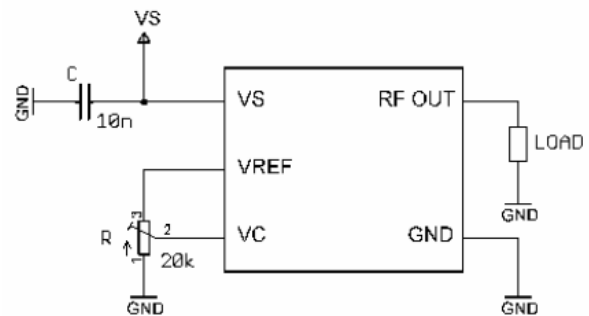 VS
C
GND
10n
VS
RF OUT
LOAD
VREF
GND
R
3
2
VC
GND
1
20k
GND
GND